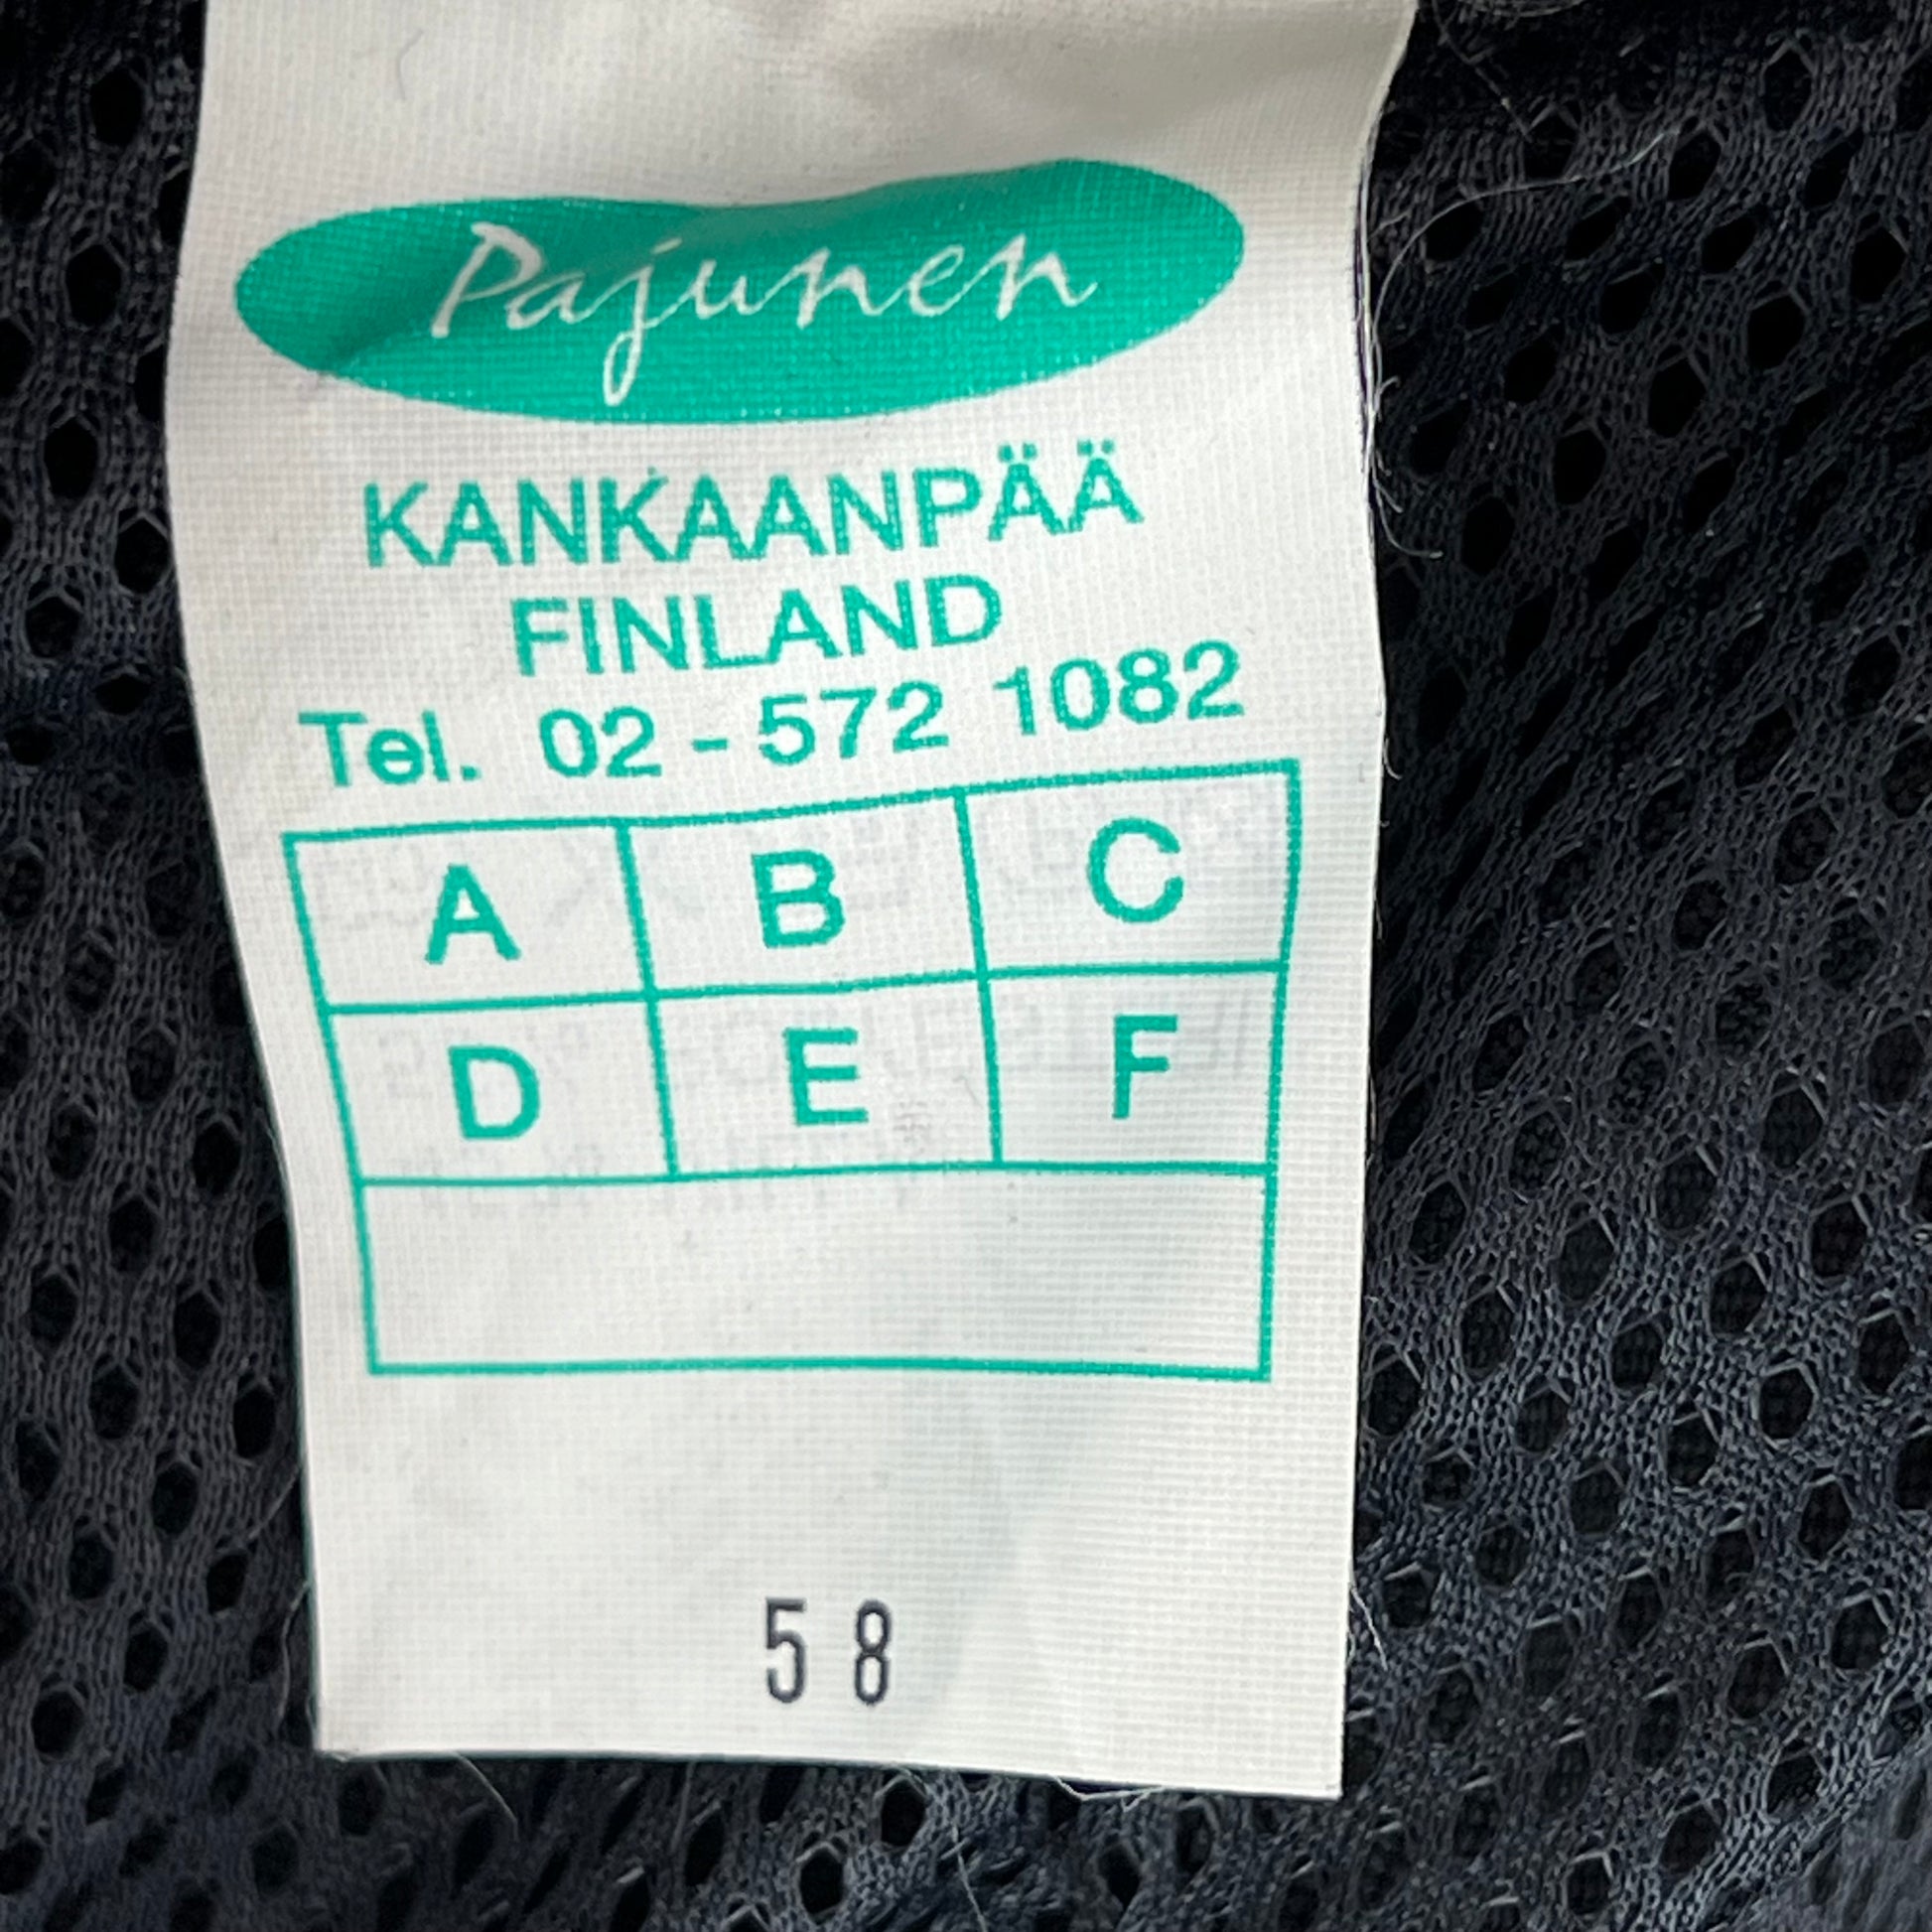 Pajunen
KANKAANPÄÄ
FINLAND
Tel. 02 - 572 1082
A B C
D E F
58